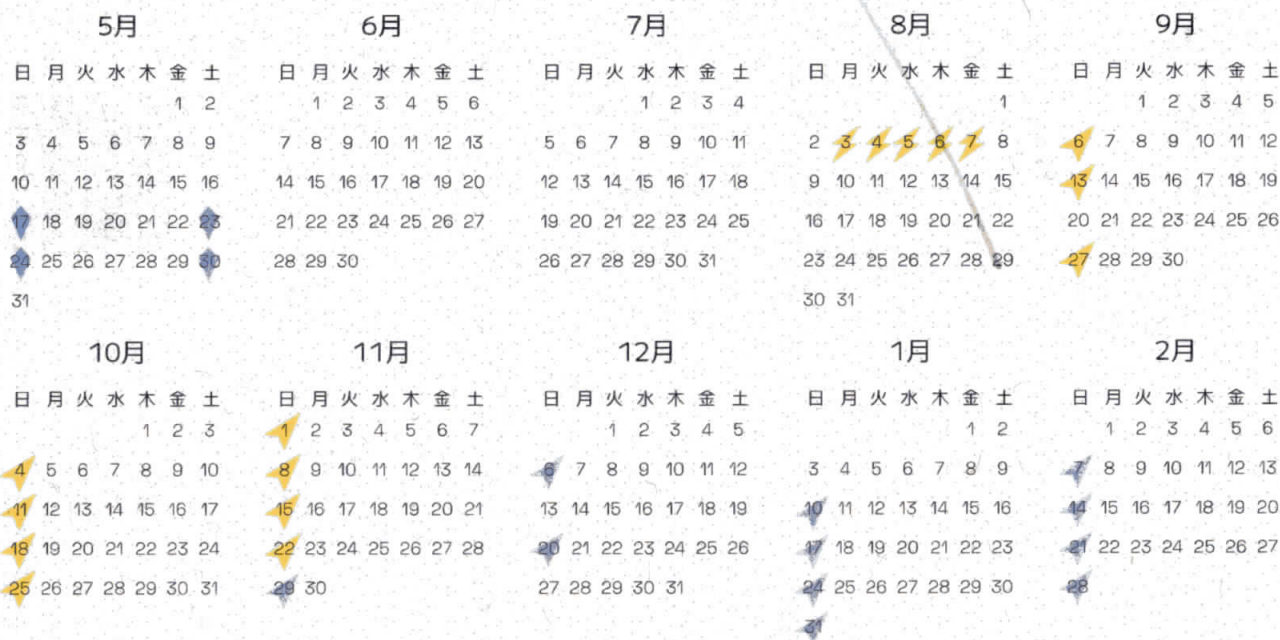 5月 6月 7月 8月 9月
日 月 火 水 木 金 土 日 月 火 水 木 金 土 日 月 火 水 木 金 土 日 月 火 水 木 金 土 日 月 火 水 木 金 土
1 2 1 2 3 4 5 6 1 2 3 4 1 1 2 3 4 5
3 4 5 6 7 8 9 7 8 9 10 11 12 13 5 6 7 8 9 10 11 2 3 4 5 6 7 8 6 7 8 9 10 11 12
10 11 12 13 14 15 16 14 15 16 17 18 19 20 12 13 14 15 16 17 18 9 10 11 12 13 14 15 13 14 15 16 17 18 19
17 18 19 20 21 22 23 21 22 23 24 25 26 27 19 20 21 22 23 24 25 16 17 18 19 20 21 22 20 21 22 23 24 25 26
24 25 26 27 28 29 30 28 29 30 26 27 28 29 30 31 23 24 25 26 27 28 29 27 28 29 30
31 30 31
10月 11月 12月 1月 2月
日 月 火 水 木 金 土 日 月 火 水 木 金 土 日 月 火 水 木 金 土 日 月 火 水 木 金 土 日 月 火 水 木 金 土
1 2 3 1 2 3 4 5 6 7 1 2 3 4 5 1 2 1 2 3 4 5 6
4 5 6 7 8 9 10 8 9 10 11 12 13 14 6 7 8 9 10 11 12 3 4 5 6 7 8 9 7 8 9 10 11 12 13
11 12 13 14 15 16 17 15 16 17 18 19 20 21 13 14 15 16 17 18 19 10 11 12 13 14 15 16 14 15 16 17 18 19 20
18 19 20 21 22 23 24 22 23 24 25 26 27 28 20 21 22 23 24 25 26 17 18 19 20 21 22 23 21 22 23 24 25 26 27
25 26 27 28 29 30 31 29 30 27 28 29 30 31 24 25 26 27 28 29 30 28
31